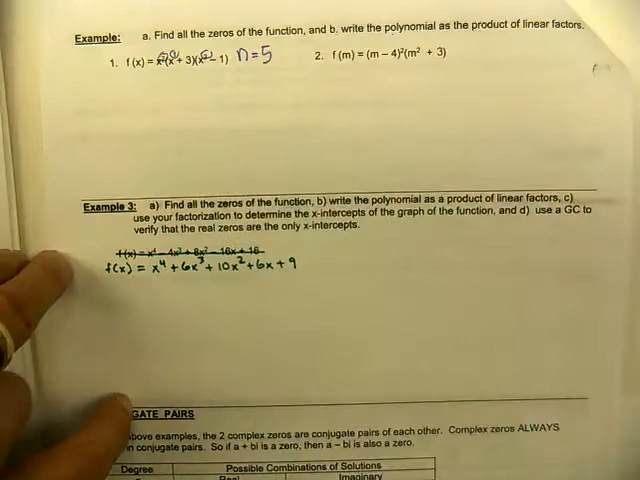 Example: a. Find all the zeros of the function, and b. write the polynomial as the product of linear factors.
1. f (x) = x²(x + 3)(x² – 1) n=5 2. f (m) = (m – 4)²(m² + 3)
Example 3: a) Find all the zeros of the function, b) write the polynomial as a product of linear factors, c)
use your factorization to determine the x-intercepts of the graph of the function, and d) use a GC to
verify that the real zeros are the only x-intercepts.
f(x) = x⁴ – 4x³ + 8x² – 16x + 16
f(x) = x⁴ + 6x³ + 10x² + 6x + 9
GATE PAIRS
above examples, the 2 complex zeros are conjugate pairs of each other. Complex zeros ALWAYS
in conjugate pairs. So if a + bi is a zero, then a – bi is also a zero.
Degree Possible Combinations of Solutions
Real Imaginary